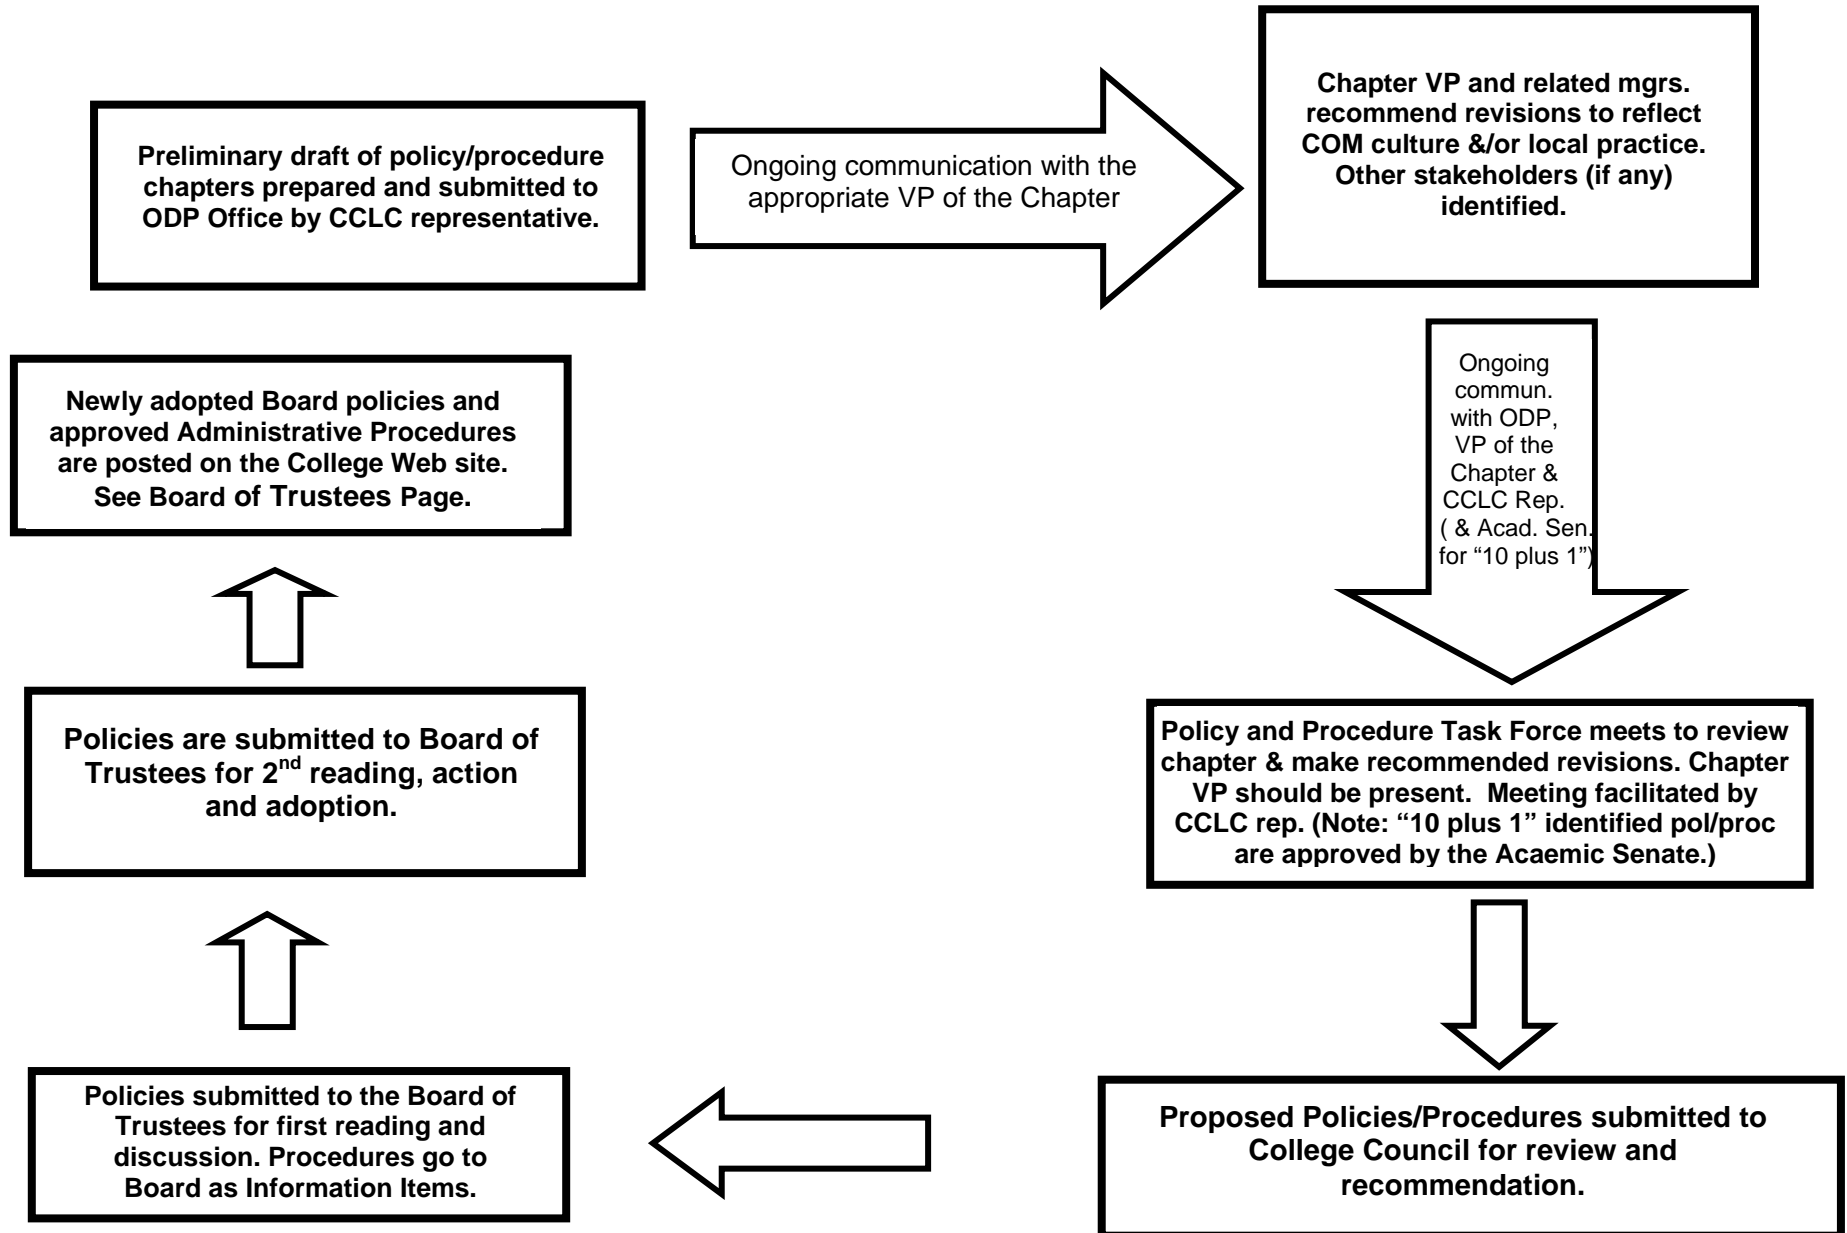 Preliminary draft of policy/procedure
chapters prepared and submitted to
ODP Office by CCLC representative.
Ongoing communication with the
appropriate VP of the Chapter
Chapter VP and related mgrs.
recommend revisions to reflect
COM culture &/or local practice.
Other stakeholders (if any)
identified.
Ongoing
commun.
with ODP,
VP of the
Chapter &
CCLC Rep.
( & Acad. Sen.
for “10 plus 1”)
Policy and Procedure Task Force meets to review
chapter & make recommended revisions. Chapter
VP should be present.  Meeting facilitated by
CCLC rep. (Note: “10 plus 1” identified pol/proc
are approved by the Acaemic Senate.)
Proposed Policies/Procedures submitted to
College Council for review and
recommendation.
Policies submitted to the Board of
Trustees for first reading and
discussion. Procedures go to
Board as Information Items.
Policies are submitted to Board of
Trustees for 2nd reading, action
and adoption.
Newly adopted Board policies and
approved Administrative Procedures
are posted on the College Web site.
See Board of Trustees Page.